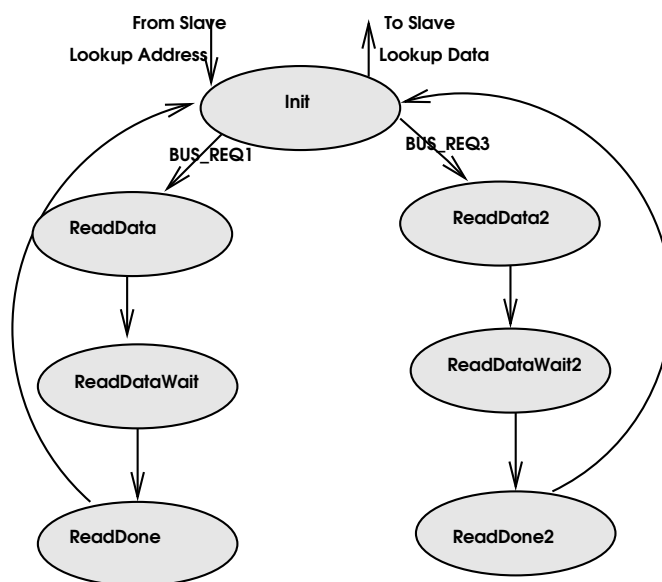 From Slave
To Slave
Lookup Address
Lookup Data
Init
BUS_REQ1
BUS_REQ3
ReadData
ReadData2
ReadDataWait
ReadDataWait2
ReadDone
ReadDone2